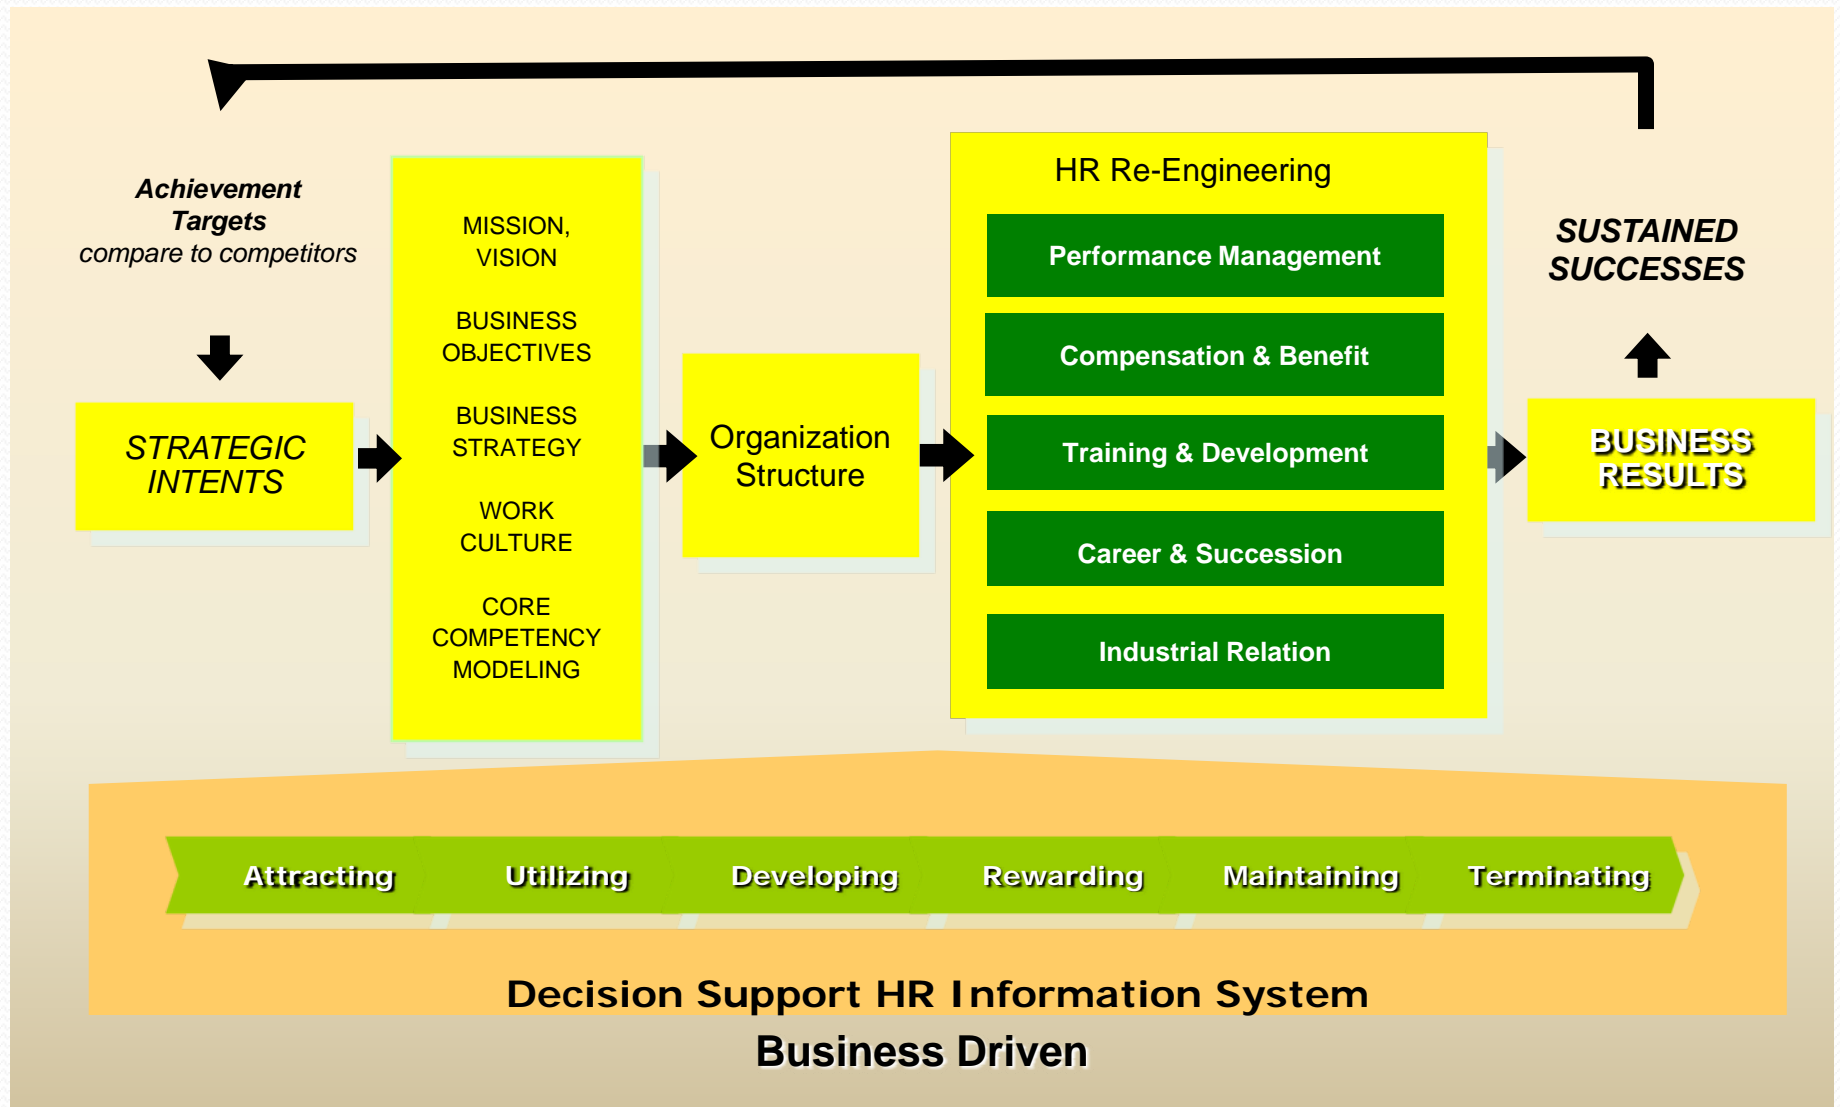 Achievement
Targets
compare to competitors
STRATEGIC
INTENTS
MISSION,
VISION
BUSINESS
OBJECTIVES
BUSINESS
STRATEGY
WORK
CULTURE
CORE
COMPETENCY
MODELING
Organization
Structure
HR Re-Engineering
Performance Management
Compensation & Benefit
Training & Development
Career & Succession
Industrial Relation
SUSTAINED
SUCCESSES
BUSINESS
RESULTS
Attracting Utilizing Developing Rewarding Maintaining Terminating
Decision Support HR Information System
Business Driven